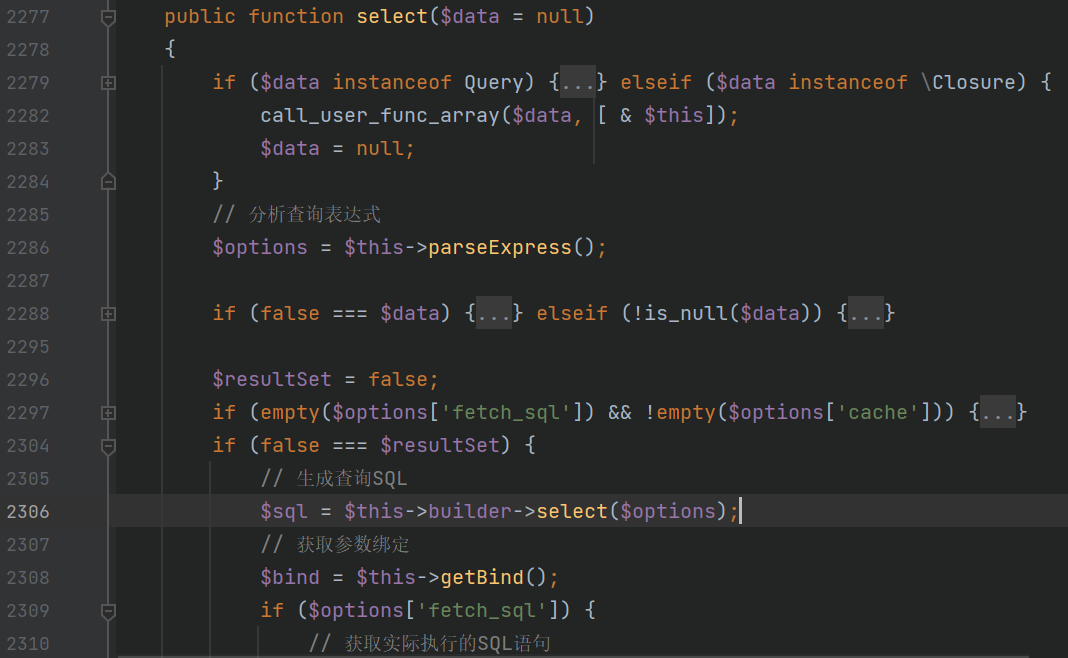 2277 public function select($data = null)
2278 {
2279 if ($data instanceof Query) {...} elseif ($data instanceof \Closure) {
2282 call_user_func_array($data, [ & $this]);
2283 $data = null;
2284 }
2285 // 分析查询表达式
2286 $options = $this->parseExpress();
2287
2288 if (false === $data) {...} elseif (!is_null($data)) {...}
2295
2296 $resultSet = false;
2297 if (empty($options['fetch_sql']) && !empty($options['cache'])) {...}
2304 if (false === $resultSet) {
2305 // 生成查询SQL
2306 $sql = $this->builder->select($options);
2307 // 获取参数绑定
2308 $bind = $this->getBind();
2309 if ($options['fetch_sql']) {
2310 // 获取实际执行的SQL语句